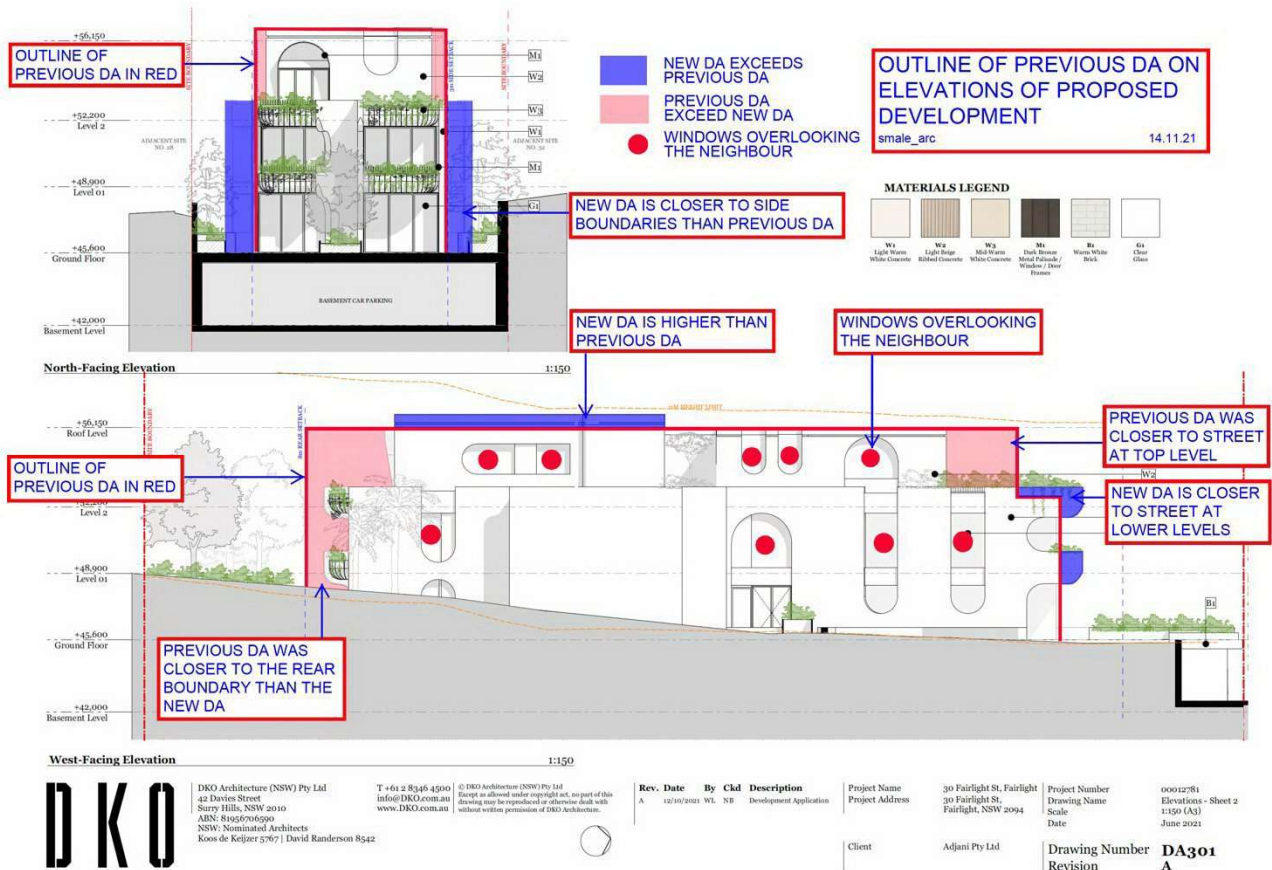 +56,150
OUTLINE OF
PREVIOUS DA IN RED
SITE BOUNDARY
3m SIDE SETBACK
SITE BOUNDARY
M1
W2
W3
W1
M1
G1
+52,200
Level 2
ADJACENT SITE
NO. 28
ADJACENT SITE
NO. 32
+48,900
Level 01
+45,600
Ground Floor
BASEMENT CAR PARKING
+42,000
Basement Level
NEW DA EXCEEDS
PREVIOUS DA
PREVIOUS DA
EXCEED NEW DA
WINDOWS OVERLOOKING
THE NEIGHBOUR
OUTLINE OF PREVIOUS DA ON
ELEVATIONS OF PROPOSED
DEVELOPMENT
smale_arc 14.11.21
NEW DA IS CLOSER TO SIDE
BOUNDARIES THAN PREVIOUS DA
MATERIALS LEGEND
W1
Light Warm
White Concrete
W2
Light Beige
Ribbed Concrete
W3
Mid-Warm
White Concrete
M1
Dark Bronze
Metal Palisade /
Window / Door
Frames
B1
Warm White
Brick
G1
Clear
Glass
North-Facing Elevation 1:150
NEW DA IS HIGHER THAN
PREVIOUS DA
WINDOWS OVERLOOKING
THE NEIGHBOUR
SITE BOUNDARY
8m REAR SETBACK
HEIGHT LIMIT
+56,150
Roof Level
PREVIOUS DA WAS
CLOSER TO STREET
AT TOP LEVEL
W2
OUTLINE OF
PREVIOUS DA IN RED
NEW DA IS CLOSER
TO STREET AT
LOWER LEVELS
Level 2
+48,900
Level 01
B1
+45,600
Ground Floor
PREVIOUS DA WAS
CLOSER TO THE REAR
BOUNDARY THAN THE
NEW DA
+42,000
Basement Level
West-Facing Elevation 1:150
DKO
DKO Architecture (NSW) Pty Ltd
42 Davies Street
Surry Hills, NSW 2010
ABN: 81956706590
NSW: Nominated Architects
Koos de Keijzer 5767 | David Randerson 8542
T +61 2 8346 4500
info@DKO.com.au
www.DKO.com.au
© DKO Architecture (NSW) Pty Ltd
Except as allowed under copyright act, no part of this
drawing may be reproduced or otherwise dealt with
without written permission of DKO Architecture.
Rev. Date By Ckd Description
A 12/10/2021 WL NB Development Application
Project Name 30 Fairlight St, Fairlight
Project Address 30 Fairlight St,
Fairlight, NSW 2094
Client Adjani Pty Ltd
Project Number 00012781
Drawing Name Elevations - Sheet 2
Scale 1:150 (A3)
Date June 2021
Drawing Number DA301
Revision A